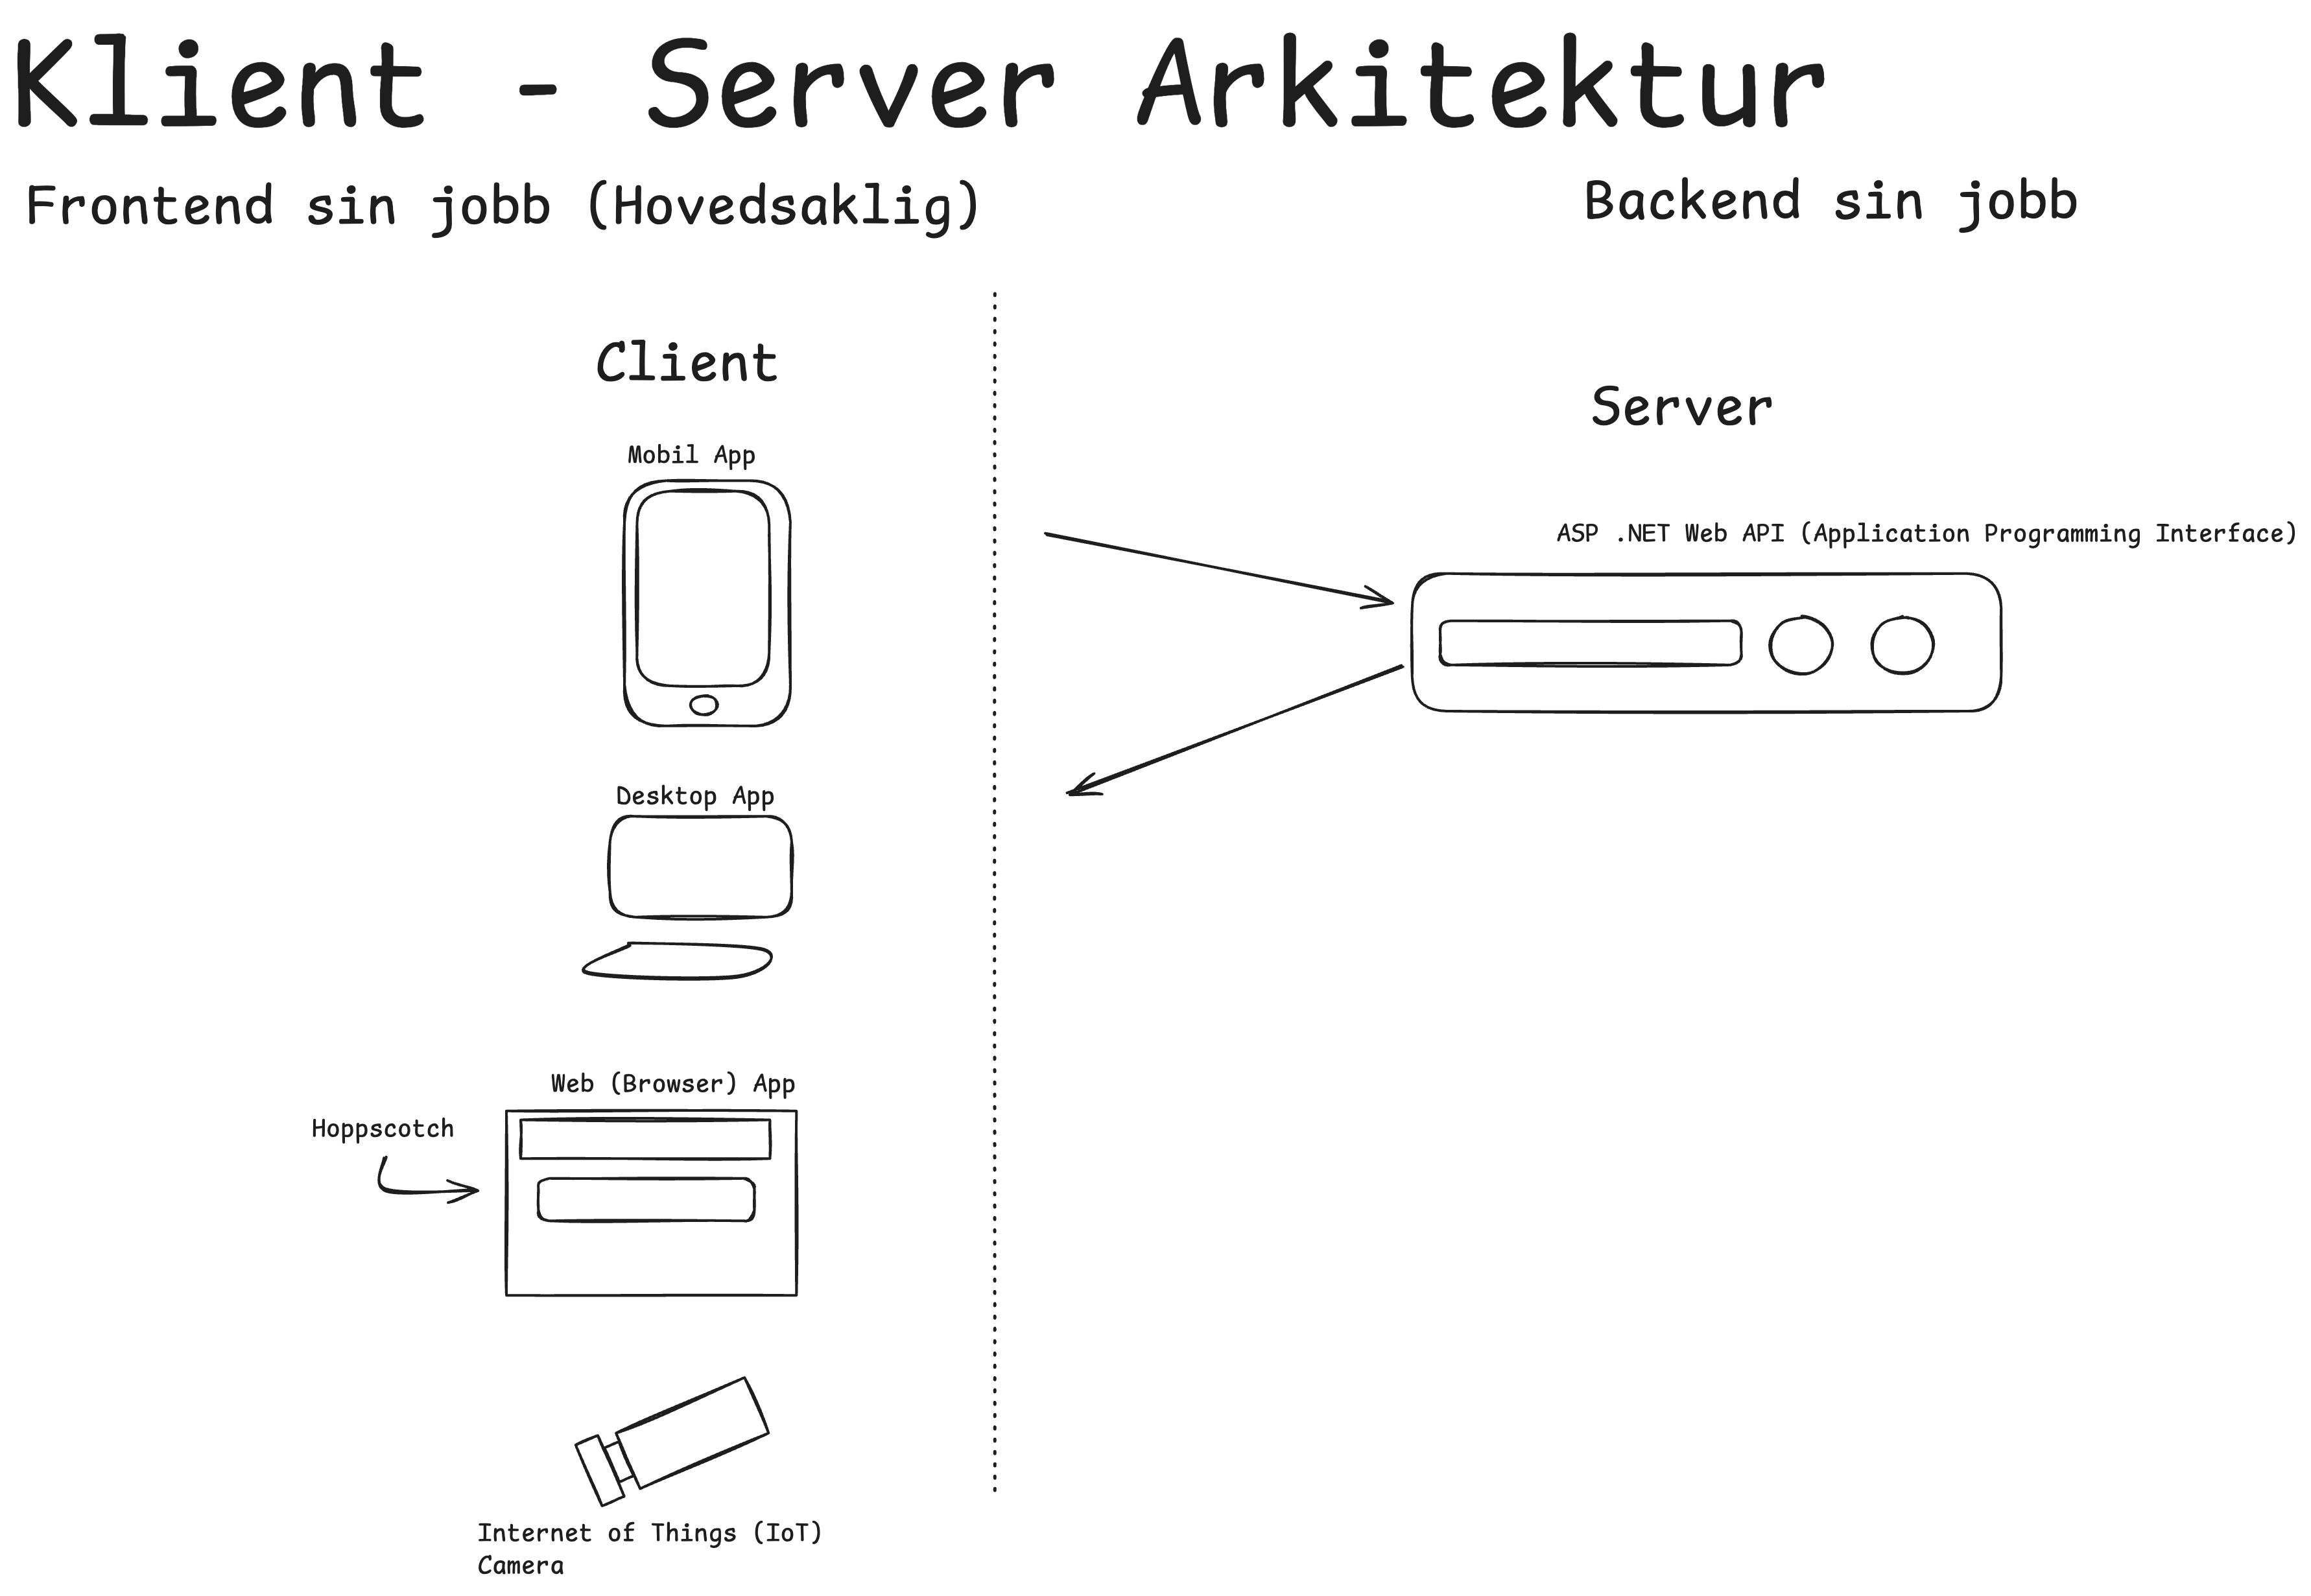 Klient - Server Arkitektur
Frontend sin jobb (Hovedsaklig)
Backend sin jobb
Client
Server
Mobil App
ASP .NET Web API (Application Programming Interface)
Desktop App
Web (Browser) App
Hoppscotch
Internet of Things (IoT)
Camera